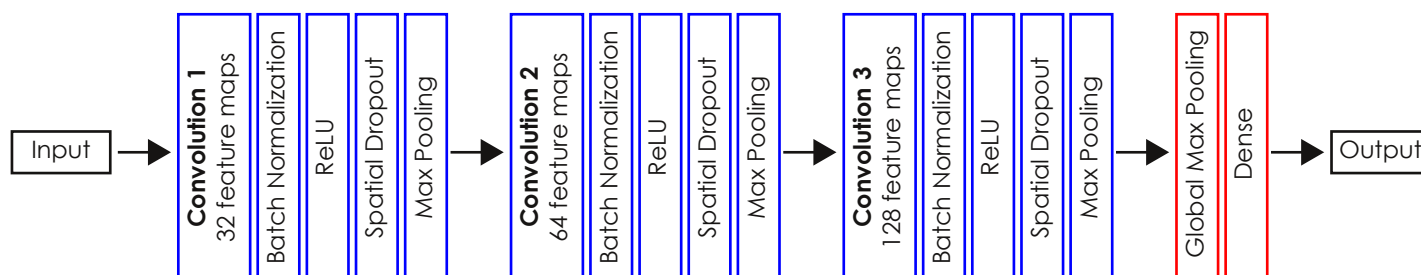 Input
Convolution 1
32 feature maps
Batch Normalization
ReLU
Spatial Dropout
Max Pooling
Convolution 2
64 feature maps
Batch Normalization
ReLU
Spatial Dropout
Max Pooling
Convolution 3
128 feature maps
Batch Normalization
ReLU
Spatial Dropout
Max Pooling
Global Max Pooling
Dense
Output